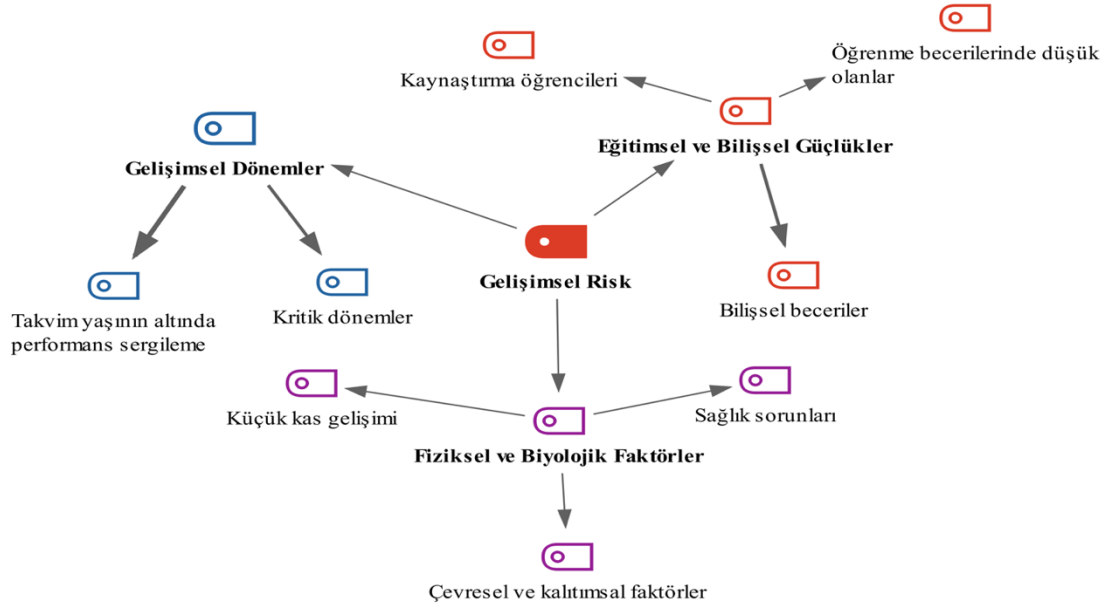 Öğrenme becerilerinde düşük
olanlar
Kaynaştırma öğrencileri
Eğitimsel ve Bilişsel Güçlükler
Gelişimsel Dönemler
Gelişimsel Risk
Bilişsel beceriler
Kritik dönemler
Takvim yaşının altında
performans sergileme
Küçük kas gelişimi
Sağlık sorunları
Fiziksel ve Biyolojik Faktörler
Çevresel ve kalıtımsal faktörler